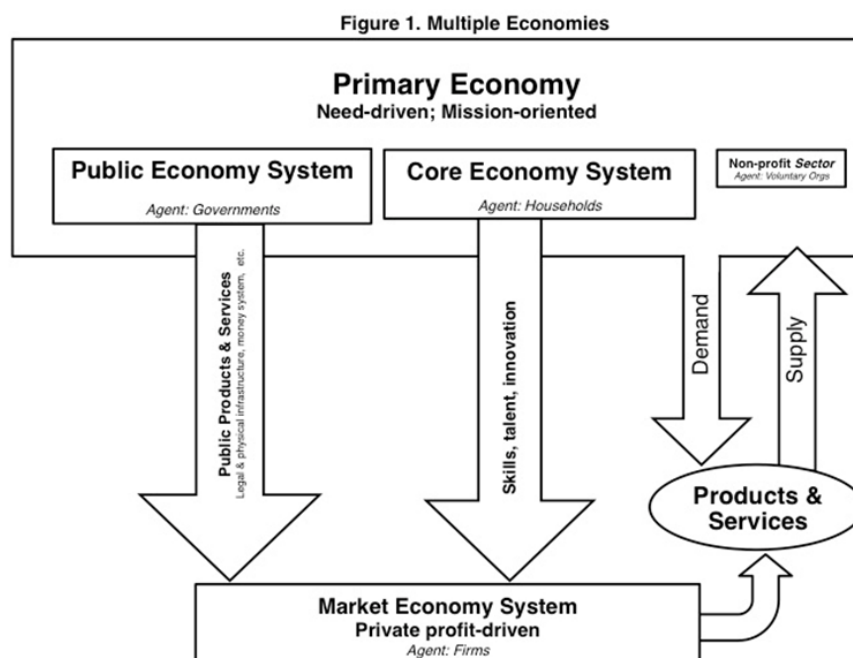 Figure 1. Multiple Economies
Primary Economy
Need-driven; Mission-oriented
Public Economy System
Agent: Governments
Core Economy System
Agent: Households
Non-profit Sector
Agent: Voluntary Orgs
Public Products & Services
Legal & physical infrastructure, money system, etc.
Skills, talent, innovation
Demand
Supply
Products &
Services
Market Economy System
Private profit-driven
Agent: Firms